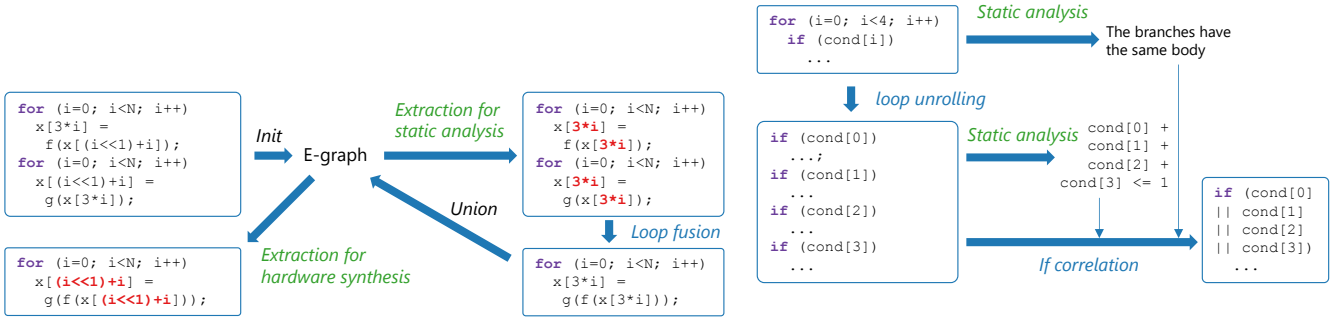 for (i=0; i<N; i++)
x[3*i] =
f(x[(i<<1)+i]);
for (i=0; i<N; i++)
x[(i<<1)+i] =
g(x[3*i]);
Init
E-graph
Extraction for
static analysis
for (i=0; i<N; i++)
x[3*i] =
f(x[3*i]);
for (i=0; i<N; i++)
x[3*i] =
g(x[3*i]);
Loop fusion
for (i=0; i<N; i++)
x[3*i] =
g(f(x[3*i]));
Union
Extraction for
hardware synthesis
for (i=0; i<N; i++)
x[(i<<1)+i] =
g(f(x[(i<<1)+i]));
for (i=0; i<4; i++)
if (cond[i])
...
Static analysis
The branches have
the same body
loop unrolling
if (cond[0])
...;
if (cond[1])
...
if (cond[2])
...
if (cond[3])
...
Static analysis
cond[0] +
cond[1] +
cond[2] +
cond[3] <= 1
If correlation
if (cond[0]
|| cond[1]
|| cond[2]
|| cond[3])
...